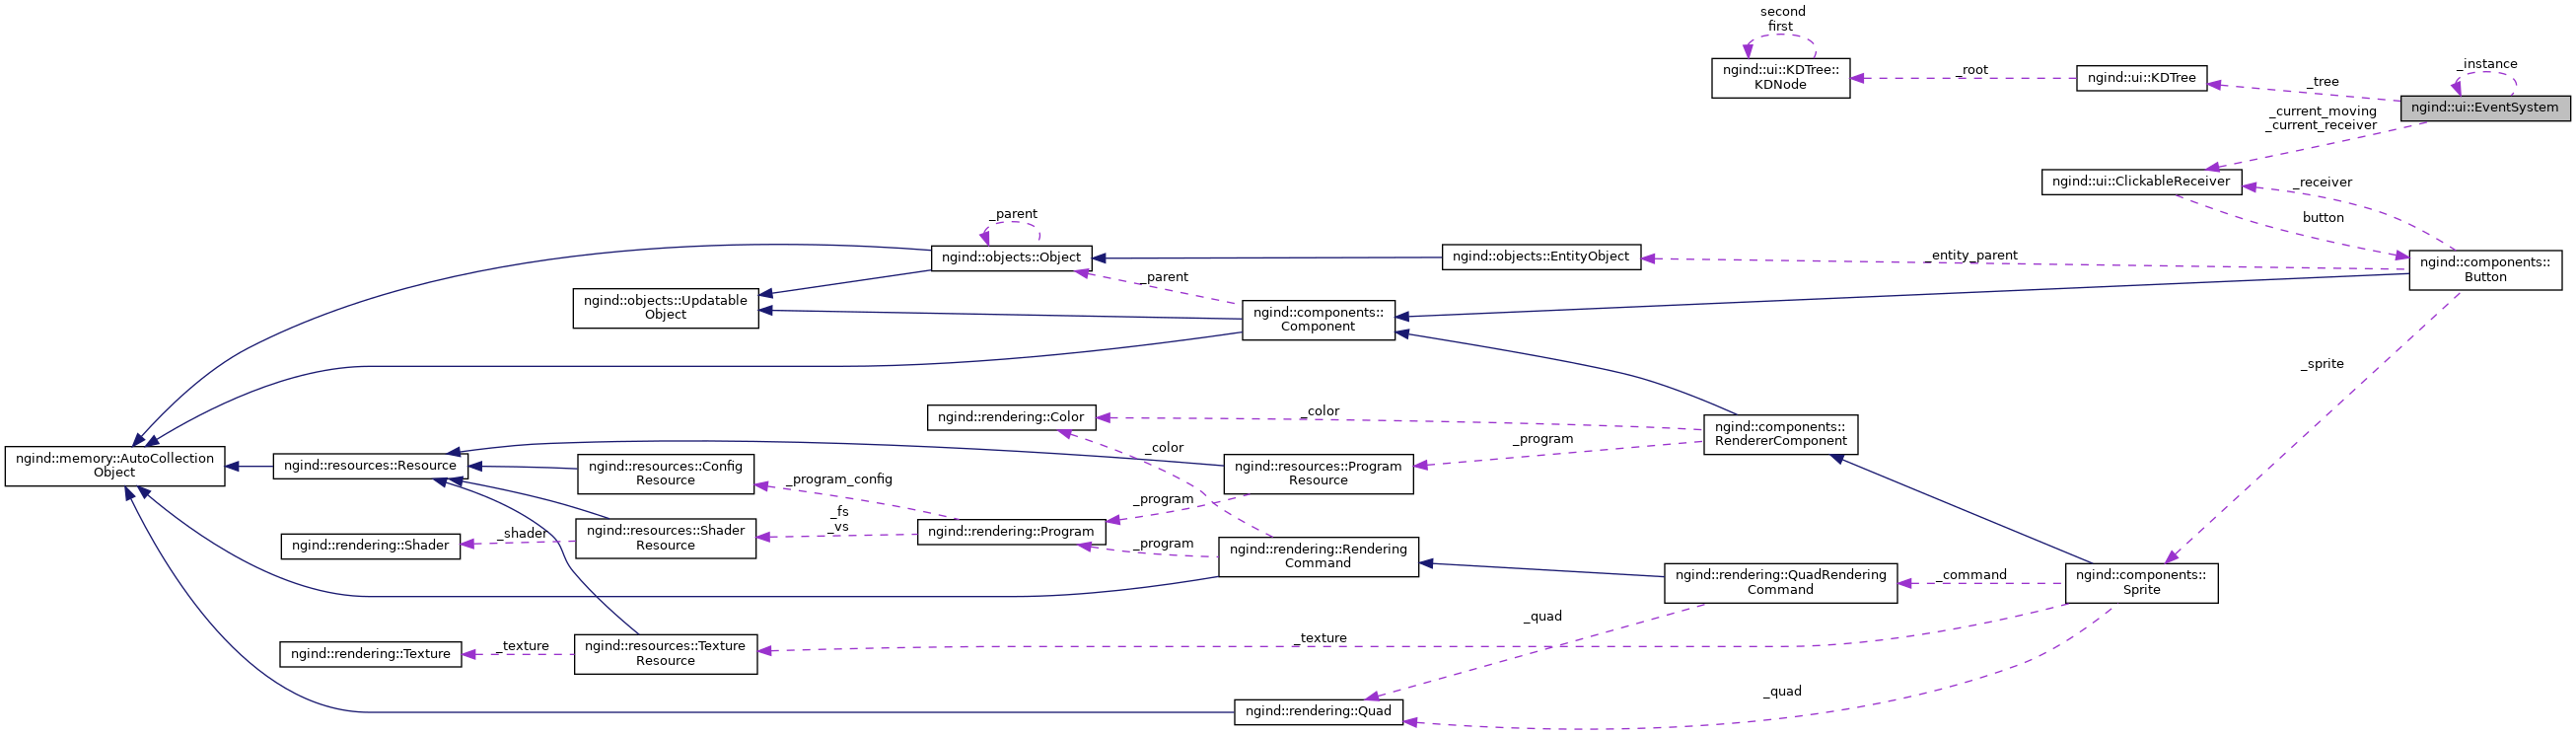 second
first
ngind::ui::KDTree::
KDNode
_root
ngind::ui::KDTree
_tree
_instance
ngind::ui::EventSystem
_current_moving
_current_receiver
ngind::ui::ClickableReceiver
_receiver
button
_parent
ngind::objects::Object
ngind::objects::EntityObject
_entity_parent
ngind::components::
Button
_parent
ngind::objects::Updatable
Object
ngind::components::
Component
_sprite
ngind::rendering::Color
_color
ngind::components::
RendererComponent
_color
_program
ngind::memory::AutoCollection
Object
ngind::resources::Resource
ngind::resources::Config
Resource
_program_config
ngind::resources::Program
Resource
_program
_fs
_vs
ngind::rendering::Shader
_shader
ngind::resources::Shader
Resource
ngind::rendering::Program
_program
ngind::rendering::Rendering
Command
ngind::rendering::QuadRendering
Command
_command
ngind::components::
Sprite
_quad
_texture
ngind::rendering::Texture
_texture
ngind::resources::Texture
Resource
_quad
ngind::rendering::Quad